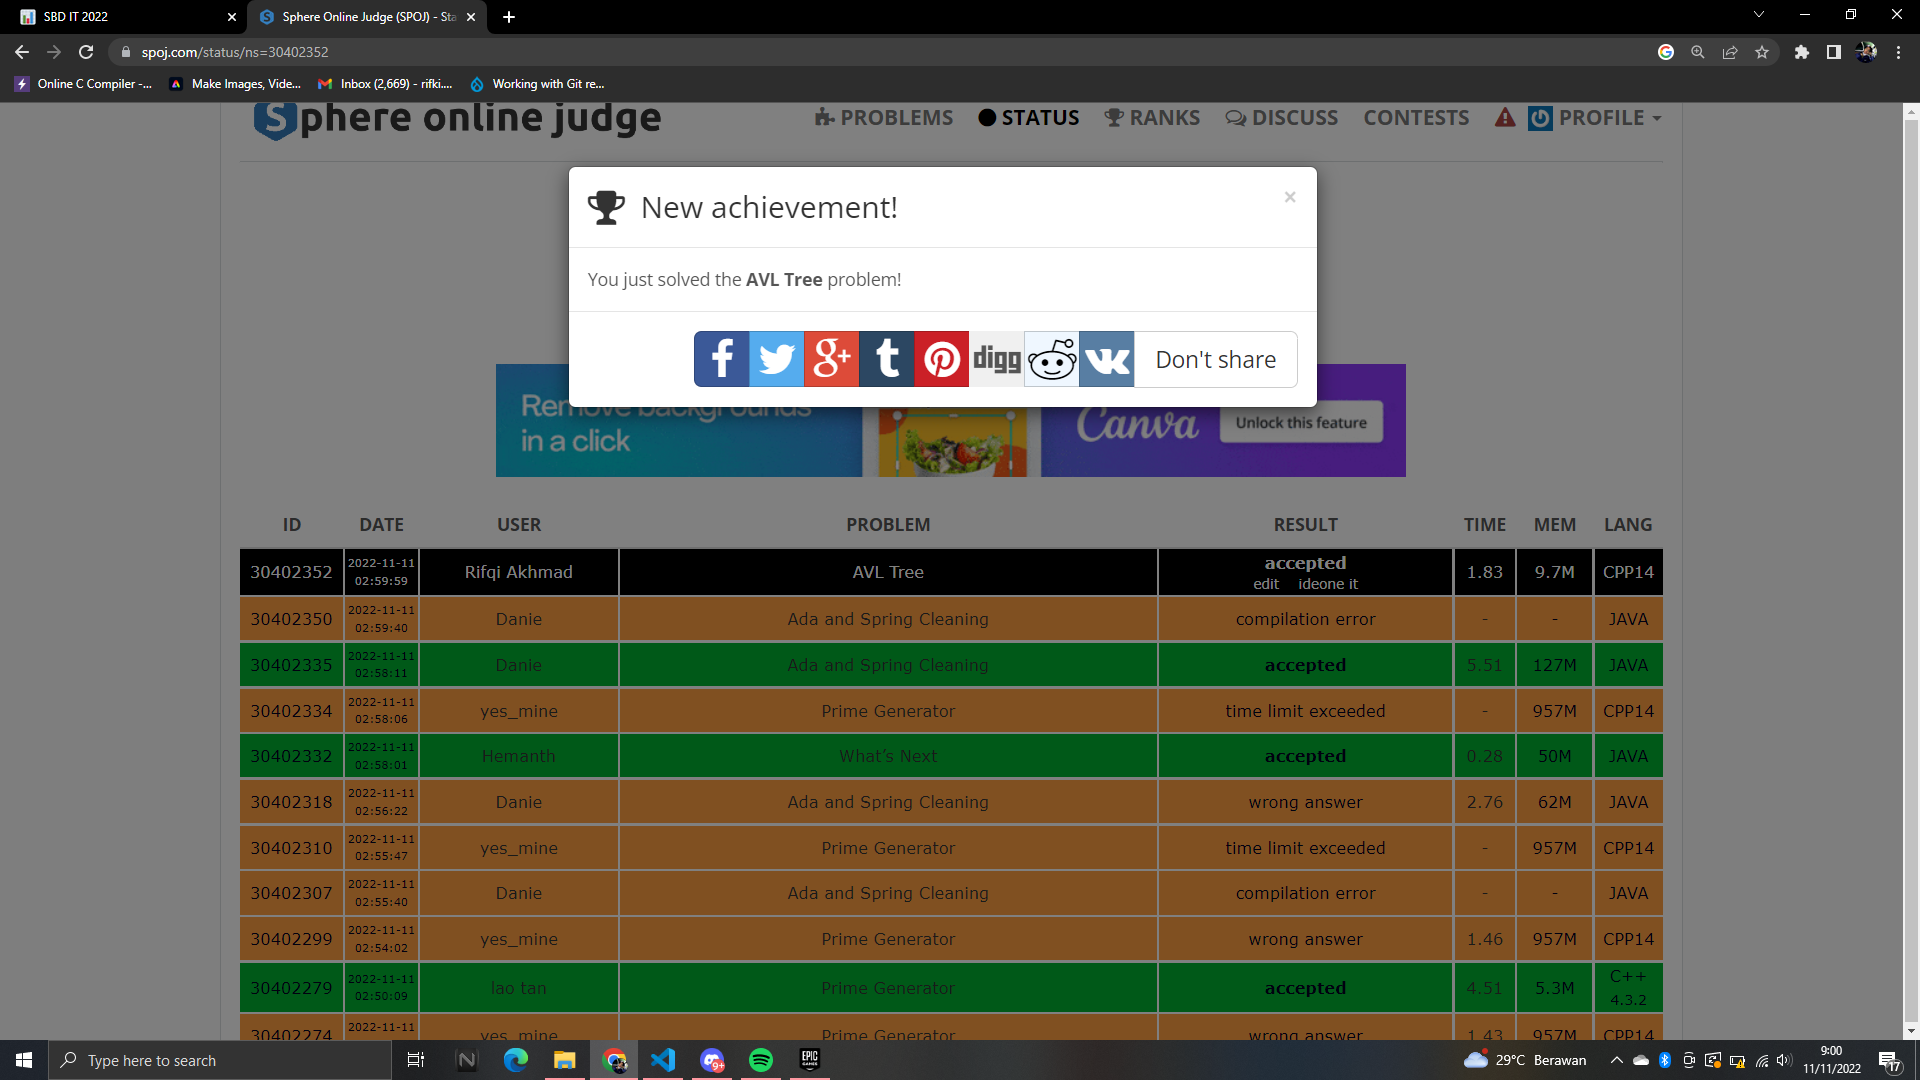 SBD IT 2022
Sphere Online Judge (SPOJ) - Sta
spoj.com/status/ns=30402352
Online C Compiler -...
Make Images, Vide...
Inbox (2,669) - rifki....
Working with Git re...
Sphere online judge
PROBLEMS
STATUS
RANKS
DISCUSS
CONTESTS
PROFILE
New achievement!
×
You just solved the AVL Tree problem!
f g+ t digg Don't share
Remove backgrounds
in a click
Canva
Unlock this feature
ID DATE USER PROBLEM RESULT TIME MEM LANG
30402352 2022-11-11 02:59:59 Rifqi Akhmad AVL Tree accepted edit ideone it 1.83 9.7M CPP14
30402350 2022-11-11 02:59:40 Danie Ada and Spring Cleaning compilation error - - JAVA
30402335 2022-11-11 02:58:11 Danie Ada and Spring Cleaning accepted 5.51 127M JAVA
30402334 2022-11-11 02:58:06 yes_mine Prime Generator time limit exceeded - 957M CPP14
30402332 2022-11-11 02:58:01 Hemanth What's Next accepted 0.28 50M JAVA
30402318 2022-11-11 02:56:22 Danie Ada and Spring Cleaning wrong answer 2.76 62M JAVA
30402310 2022-11-11 02:55:47 yes_mine Prime Generator time limit exceeded - 957M CPP14
30402307 2022-11-11 02:55:40 Danie Ada and Spring Cleaning compilation error - - JAVA
30402299 2022-11-11 02:54:02 yes_mine Prime Generator wrong answer 1.46 957M CPP14
30402279 2022-11-11 02:50:09 lao tan Prime Generator accepted 4.51 5.3M C++ 4.3.2
30402274 2022-11-11 yes_mine Prime Generator wrong answer 1.43 957M CPP14
Type here to search
9+
EPIC GAMES
29°C Berawan
9:00
11/11/2022
17